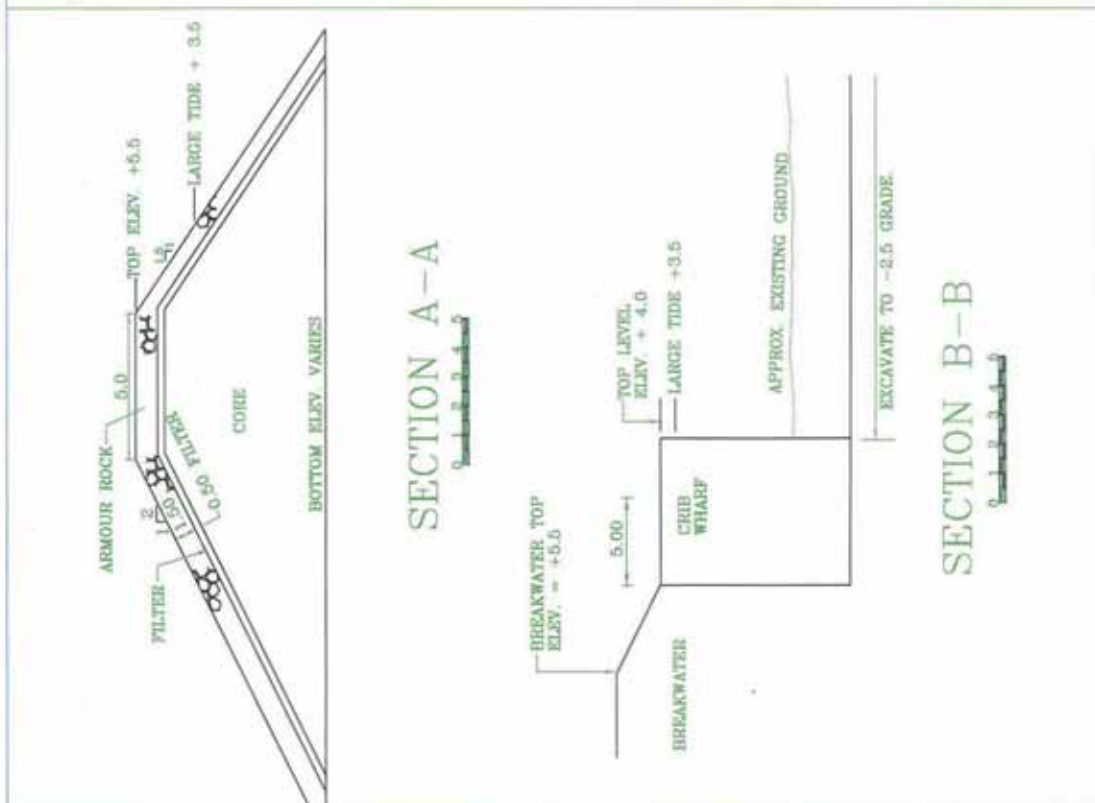 ARMOUR ROCK
5.0
TOP ELEV. +5.5
LARGE TIDE + 3.5
1.5
1
2
1
FILTER
1.50
0.50 FILTER
CORE
BOTTOM ELEV. VARIES
SECTION A-A
0 1 2 3 4 5
BREAKWATER TOP
ELEV. = +5.5
5.00
TOP LEVEL
ELEV. + 4.0
LARGE TIDE +3.5
BREAKWATER
CRIB
WHARF
APPROX. EXISTING GROUND
EXCAVATE TO -2.5 GRADE.
SECTION B-B
0 1 2 3 4 5